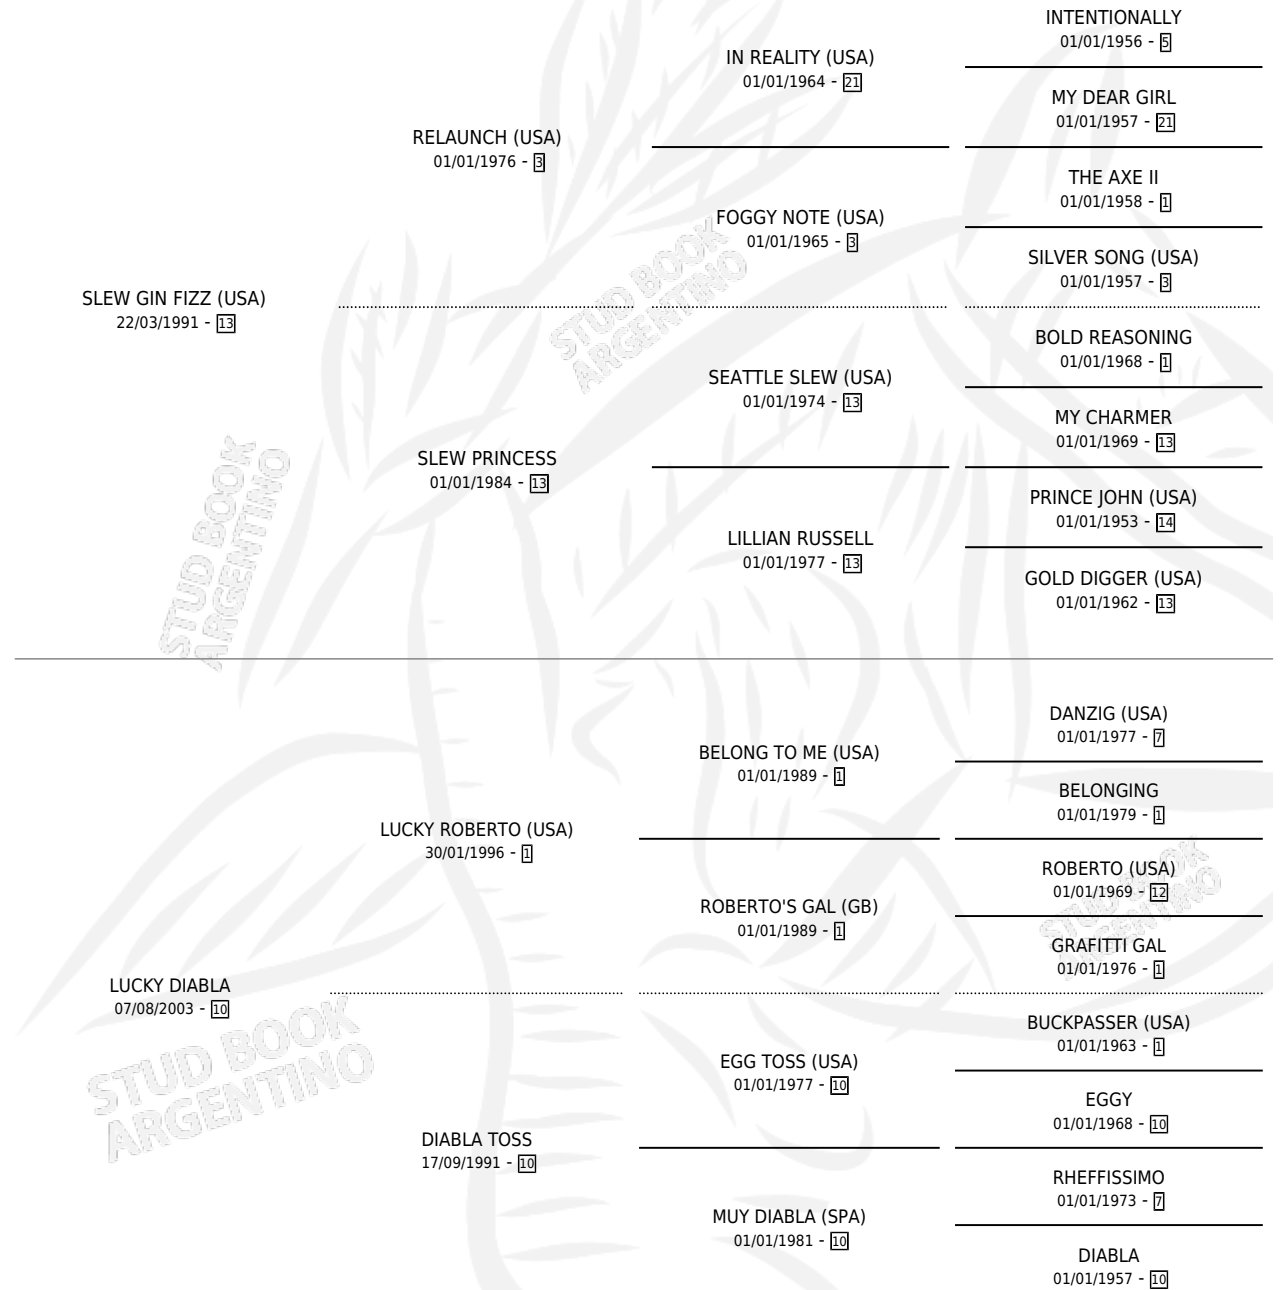 INTENTIONALLY
01/01/1956 - 5
IN REALITY (USA)
01/01/1964 - 21
MY DEAR GIRL
01/01/1957 - 21
RELAUNCH (USA)
01/01/1976 - 3
THE AXE II
01/01/1958 - 1
FOGGY NOTE (USA)
01/01/1965 - 3
SILVER SONG (USA)
01/01/1957 - 3
SLEW GIN FIZZ (USA)
22/03/1991 - 13
STUD BOOK
ARGENTINO
BOLD REASONING
01/01/1968 - 1
SEATTLE SLEW (USA)
01/01/1974 - 13
MY CHARMER
01/01/1969 - 13
SLEW PRINCESS
01/01/1984 - 13
PRINCE JOHN (USA)
01/01/1953 - 14
LILLIAN RUSSELL
01/01/1977 - 13
GOLD DIGGER (USA)
01/01/1962 - 13
STUD BOOK
ARGENTINO
DANZIG (USA)
01/01/1977 - 7
BELONG TO ME (USA)
01/01/1989 - 1
BELONGING
01/01/1979 - 1
LUCKY ROBERTO (USA)
30/01/1996 - 1
ROBERTO (USA)
01/01/1969 - 12
ROBERTO'S GAL (GB)
01/01/1989 - 1
GRAFITTI GAL
01/01/1976 - 1
STUD BOOK
ARGENTINO
LUCKY DIABLA
07/08/2003 - 10
STUD BOOK
ARGENTINO
BUCKPASSER (USA)
01/01/1963 - 1
EGG TOSS (USA)
01/01/1977 - 10
EGGY
01/01/1968 - 10
DIABLA TOSS
17/09/1991 - 10
RHEFFISSIMO
01/01/1973 - 7
MUY DIABLA (SPA)
01/01/1981 - 10
DIABLA
01/01/1957 - 10